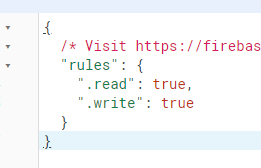 {
/* Visit https://firebas
"rules": {
".read": true,
".write": true
}
}